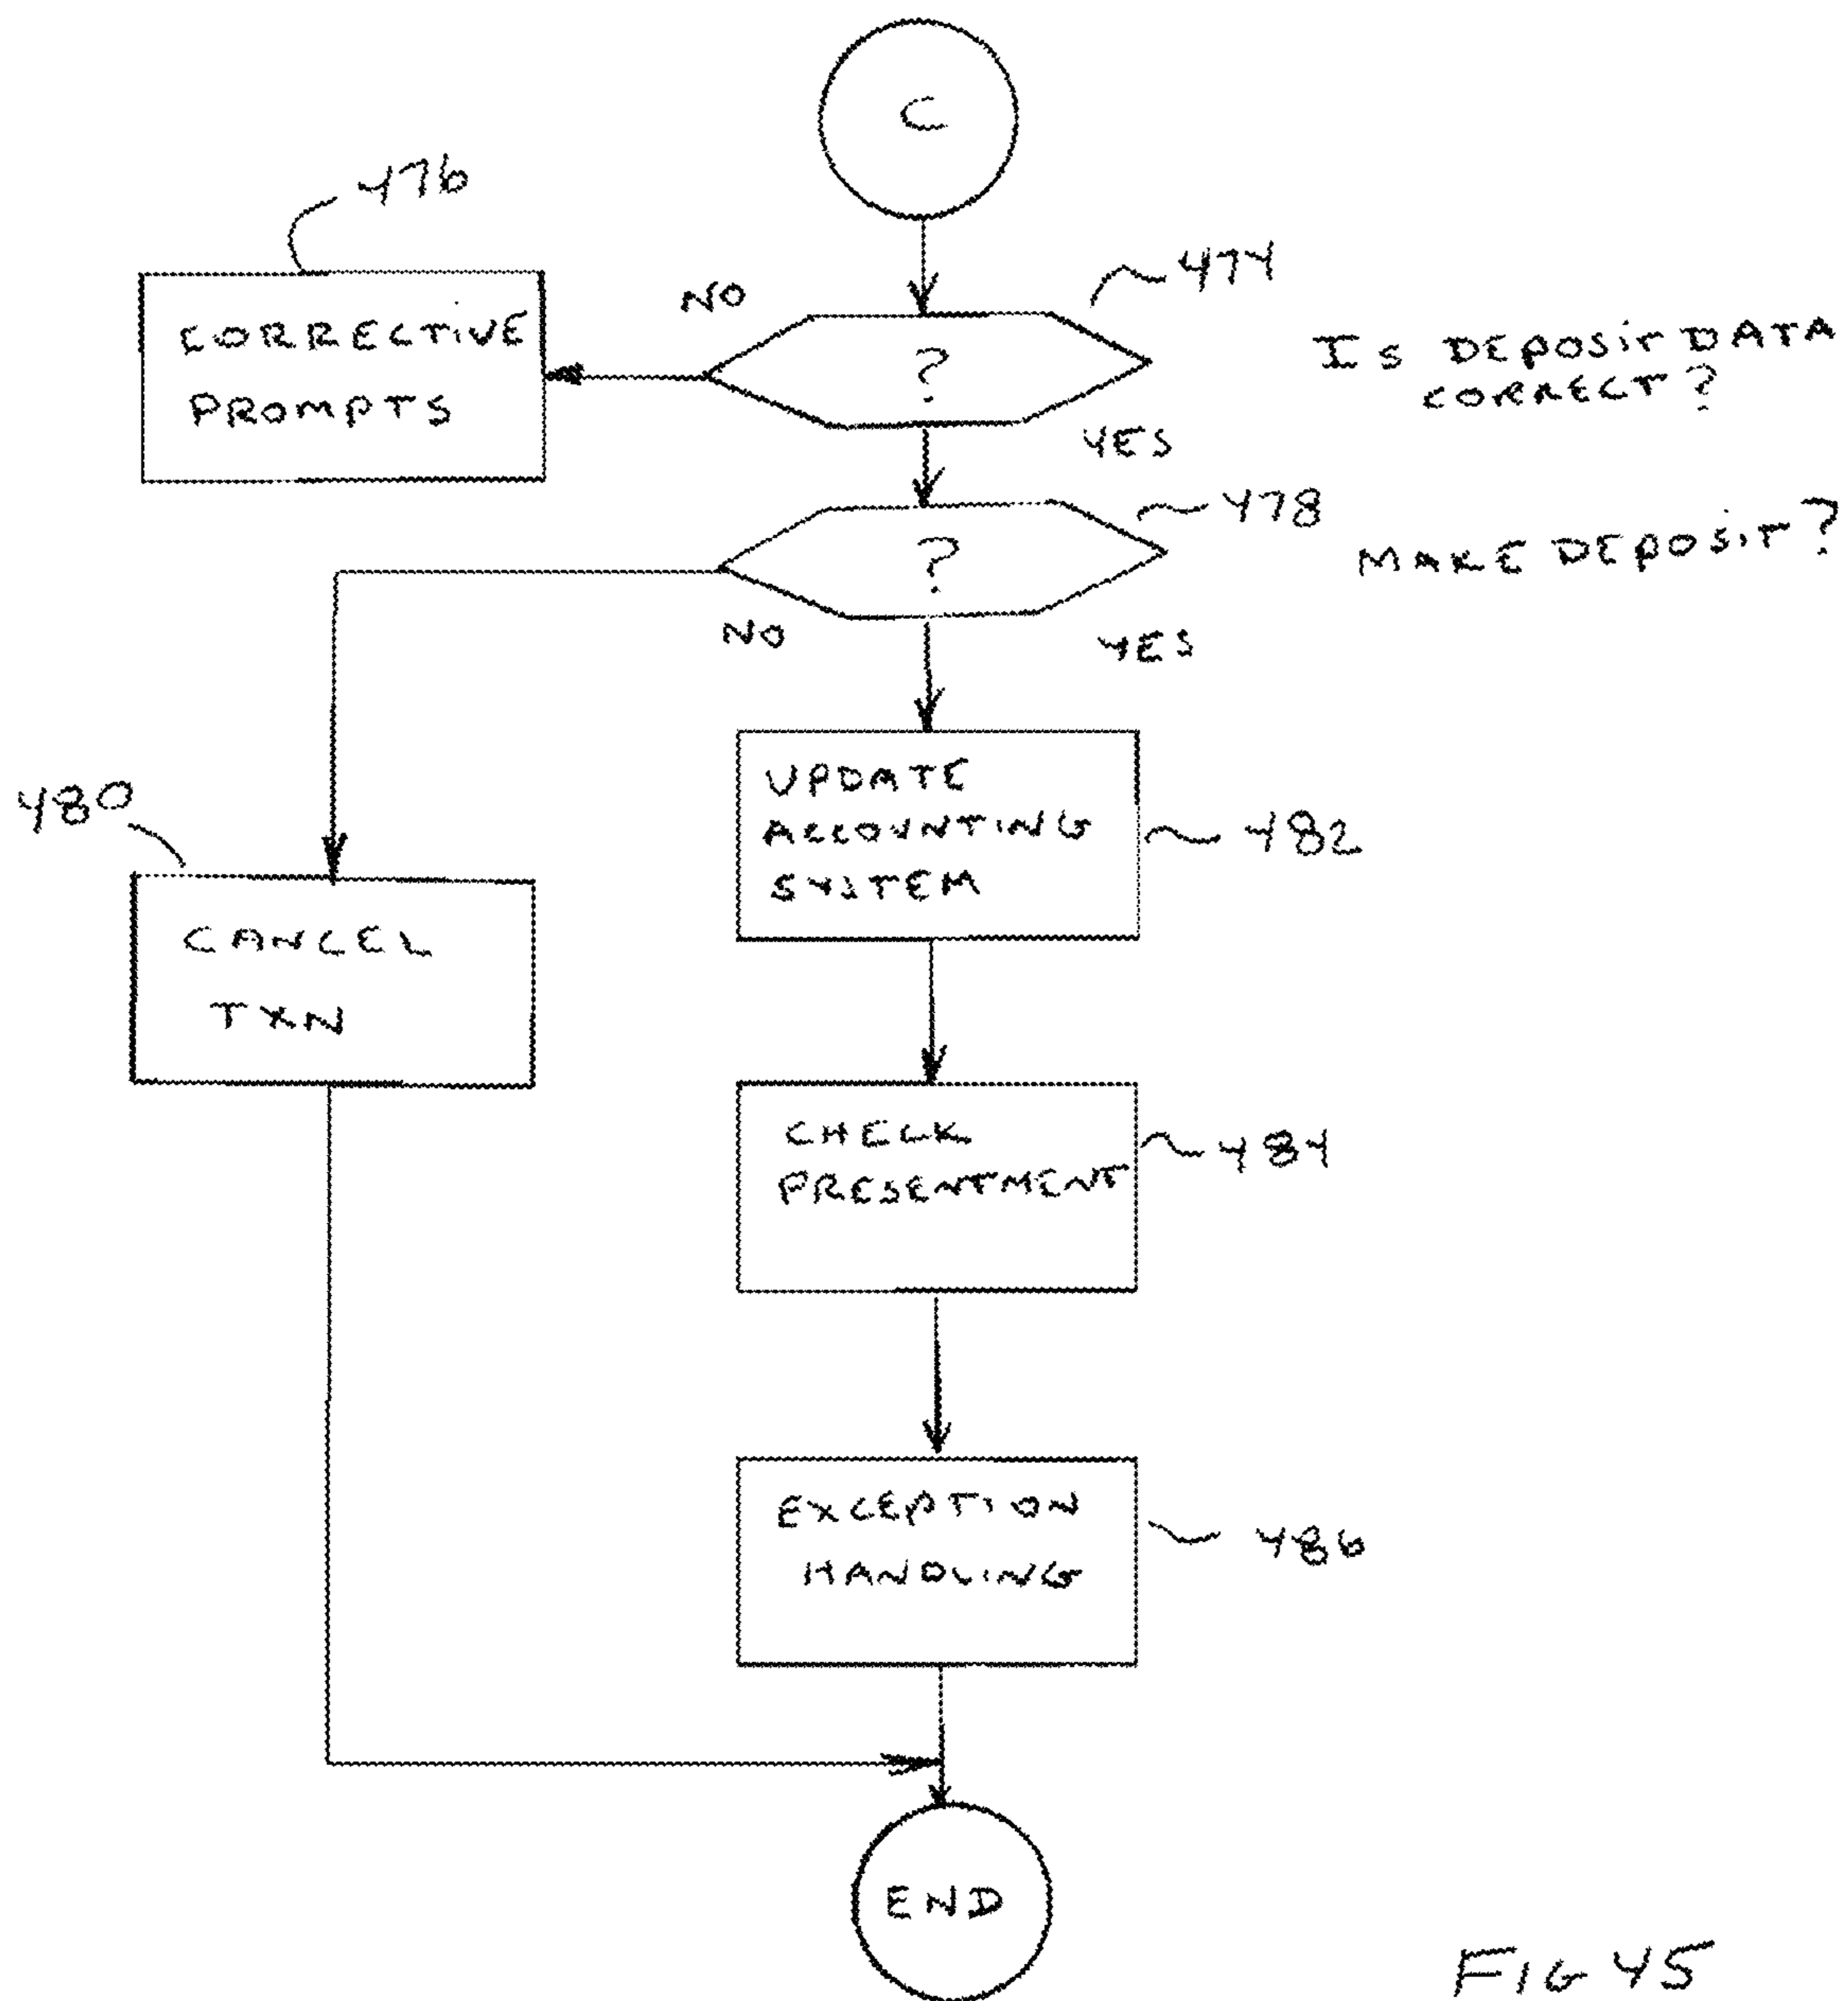 C
476
474
NO
?
Is DEPOSIT DATA
CORRECT?
CORRECTIVE
PROMPTS
YES
478
?
MAKE DEPOSIT?
NO
YES
UPDATE
ACCOUNTING
SYSTEM
482
480
CANCEL
TXN
CHECK
PRESENTMENT
484
EXCEPTION
HANDLING
486
END
FIG 45